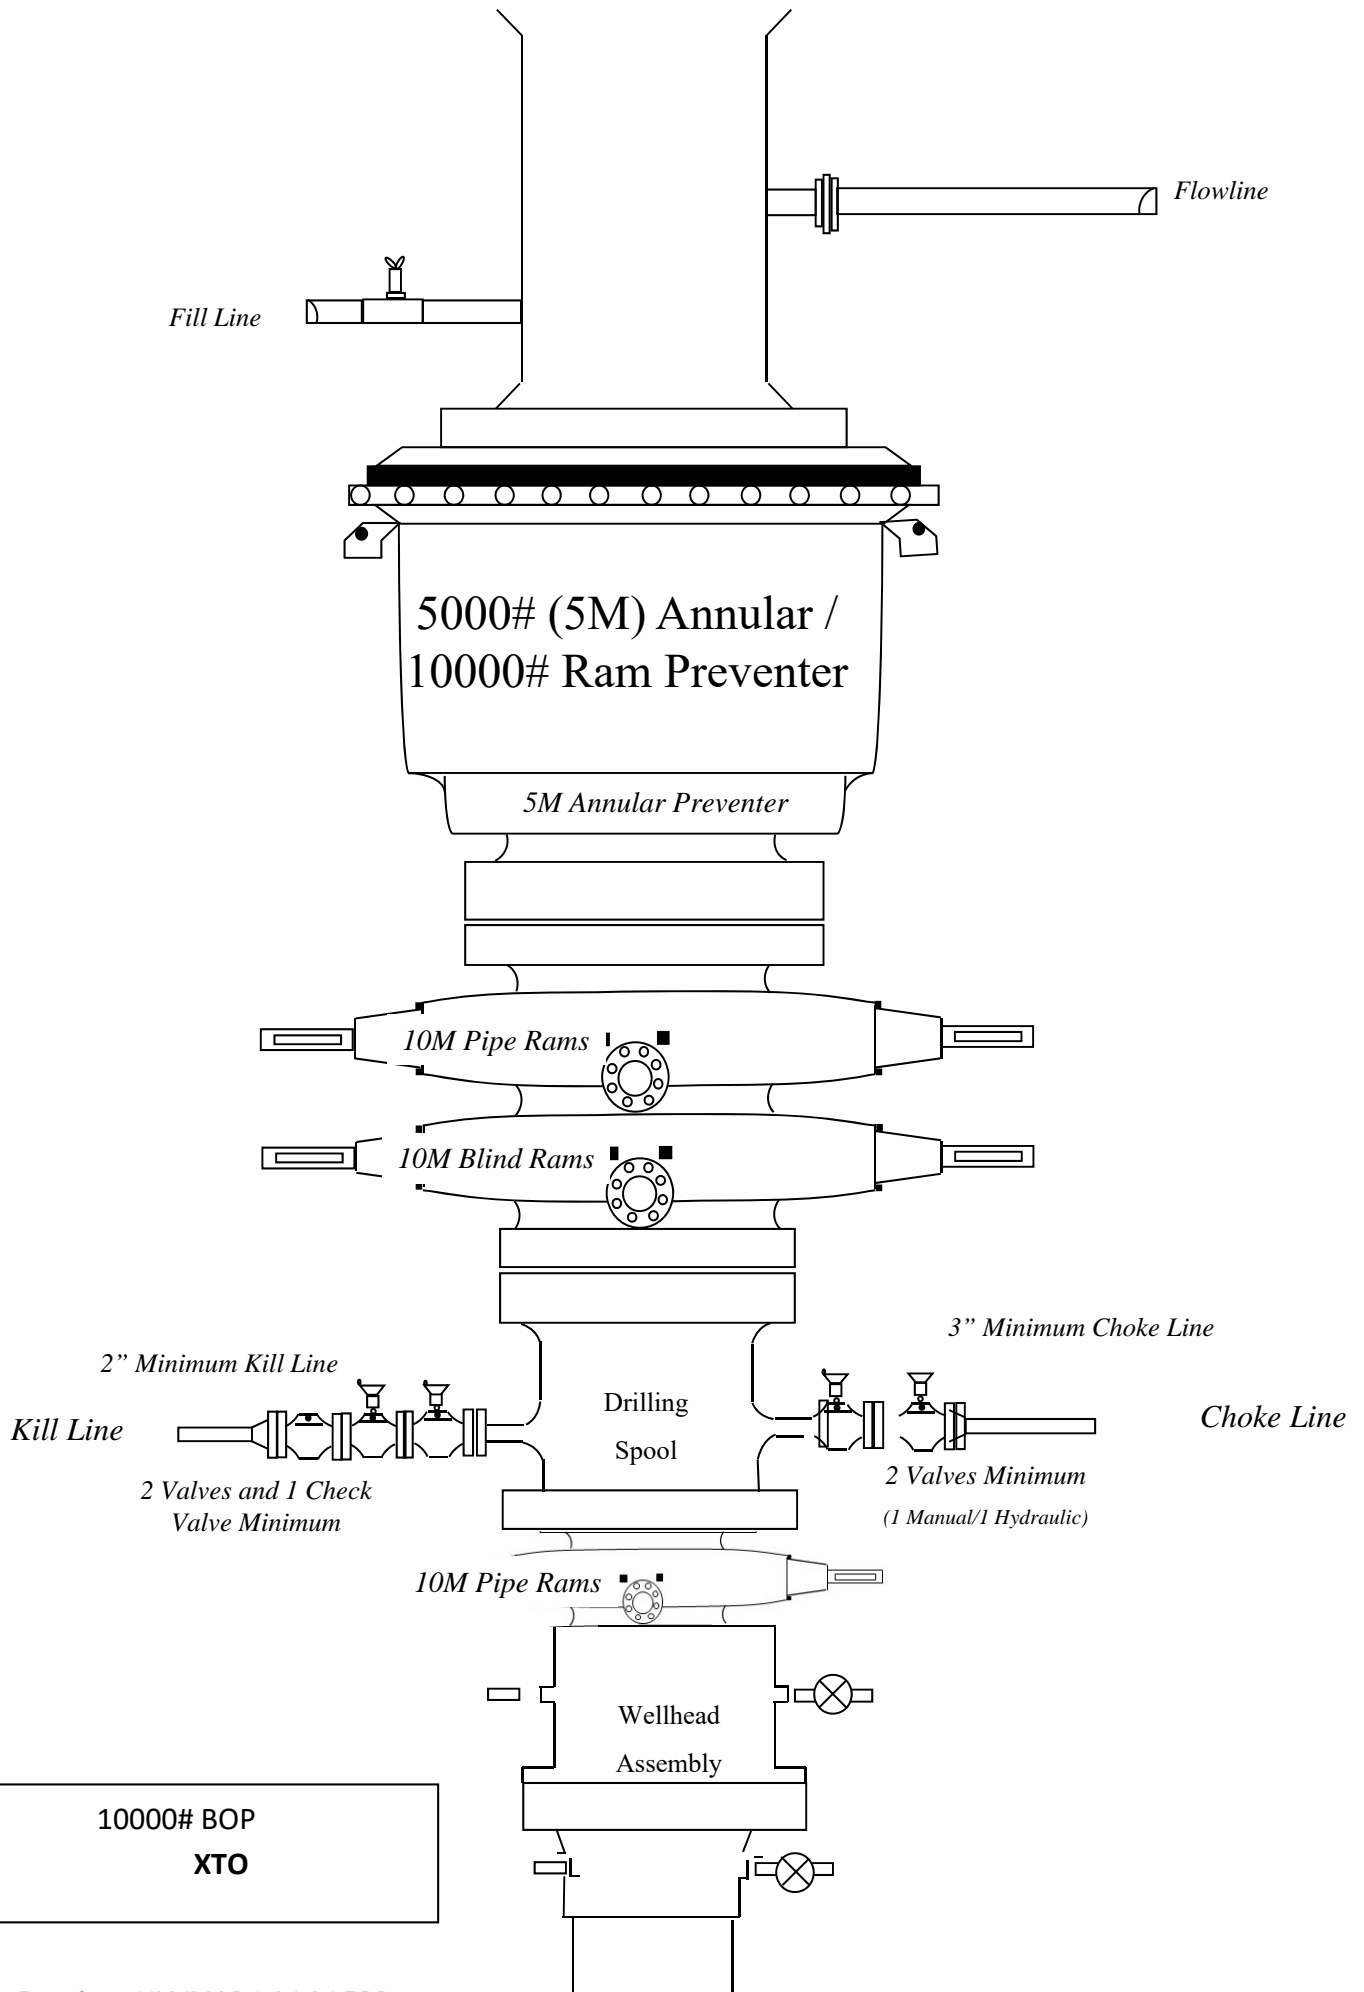 Flowline
Fill Line
5000# (5M) Annular /
10000# Ram Preventer
5M Annular Preventer
10M Pipe Rams
10M Blind Rams
3” Minimum Choke Line
2” Minimum Kill Line
Drilling
Spool
Kill Line
Choke Line
2 Valves and 1 Check
Valve Minimum
2 Valves Minimum
(1 Manual/1 Hydraulic)
10M Pipe Rams
Wellhead
Assembly
10000# BOP
XTO